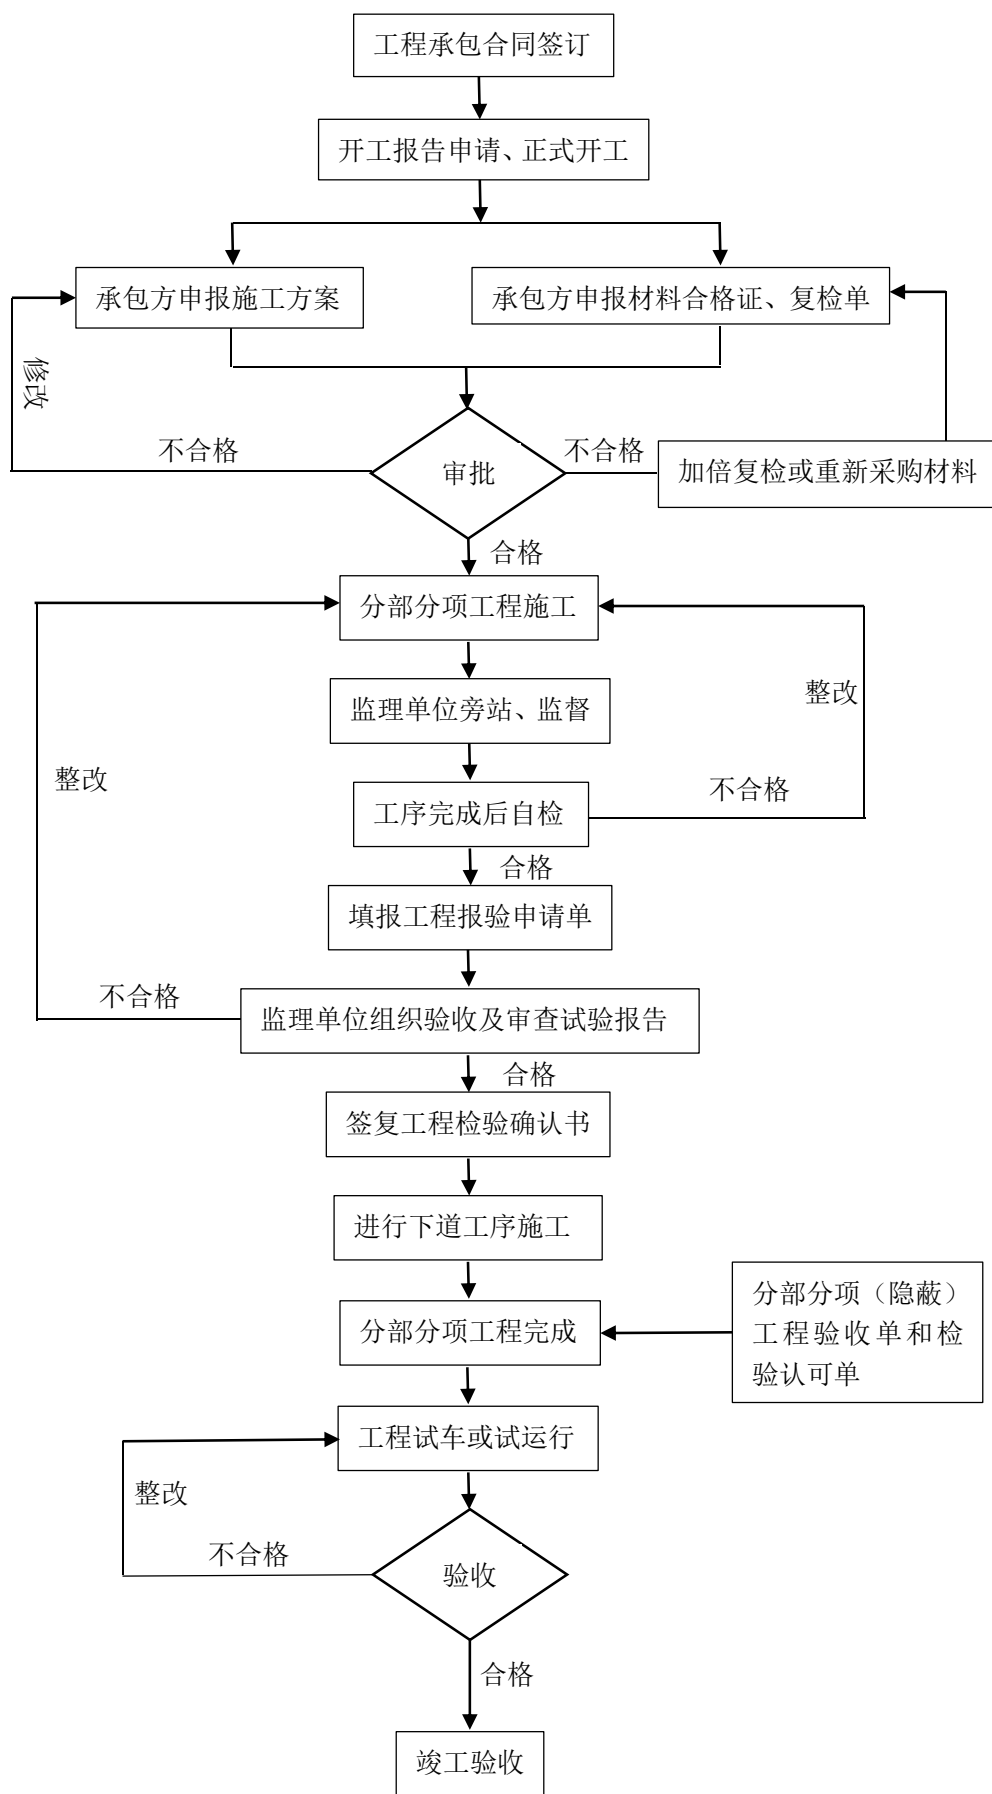 工程承包合同签订
开工报告申请、正式开工
承包方申报施工方案
承包方申报材料合格证、复检单
修改
不合格
审批
不合格
加倍复检或重新采购材料
合格
分部分项工程施工
监理单位旁站、监督
整改
整改
工序完成后自检
不合格
合格
填报工程报验申请单
不合格
监理单位组织验收及审查试验报告
合格
签复工程检验确认书
进行下道工序施工
分部分项（隐蔽）
工程验收单和检
验认可单
分部分项工程完成
工程试车或试运行
整改
不合格
验收
合格
竣工验收